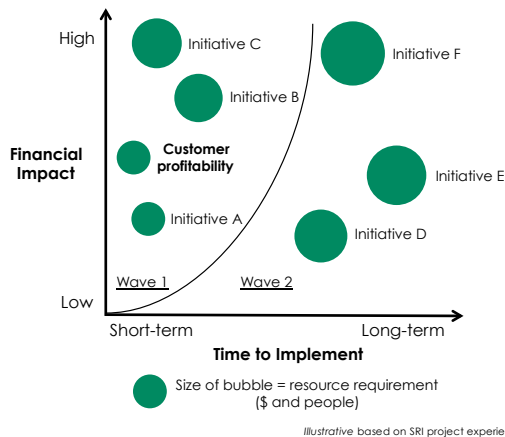 High
Initiative C
Initiative F
Initiative B
Financial
Impact
Customer
profitability
Initiative E
Initiative A
Initiative D
Wave 1
Wave 2
Low
Short-term
Long-term
Time to Implement
Size of bubble = resource requirement
($ and people)
Illustrative based on SRI project experie